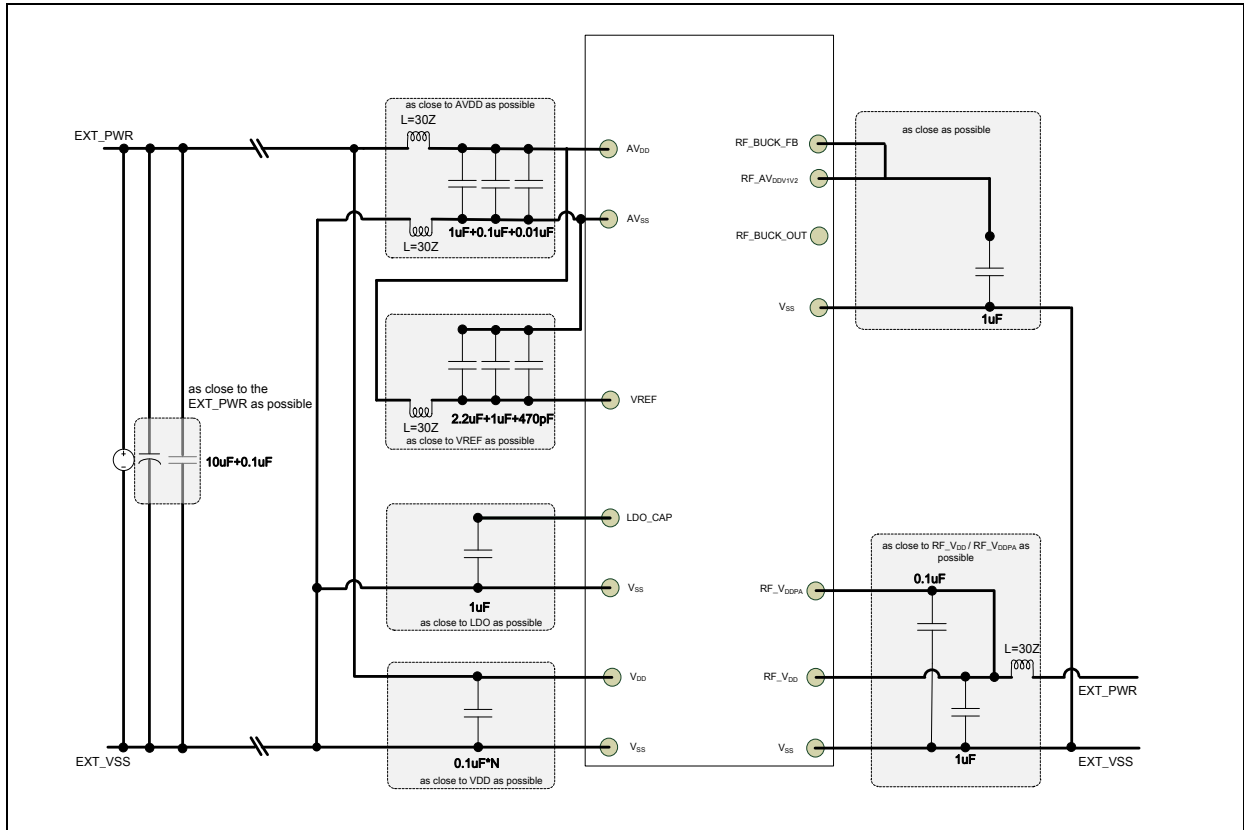 as close to AVDD as possible
L=30Z
EXT_PWR
AVDD
AVSS
L=30Z
1uF+0.1uF+0.01uF
as close as possible
RF_BUCK_FB
RF_AVDDV1V2
RF_BUCK_OUT
VSS
1uF
as close to the
EXT_PWR as possible
10uF+0.1uF
VREF
L=30Z
2.2uF+1uF+470pF
as close to VREF as possible
LDO_CAP
VSS
1uF
as close to LDO as possible
VDD
VSS
EXT_VSS
0.1uF*N
as close to VDD as possible
as close to RF_VDD / RF_VDDPA as
possible
0.1uF
RF_VDDPA
L=30Z
RF_VDD
EXT_PWR
VSS
1uF
EXT_VSS